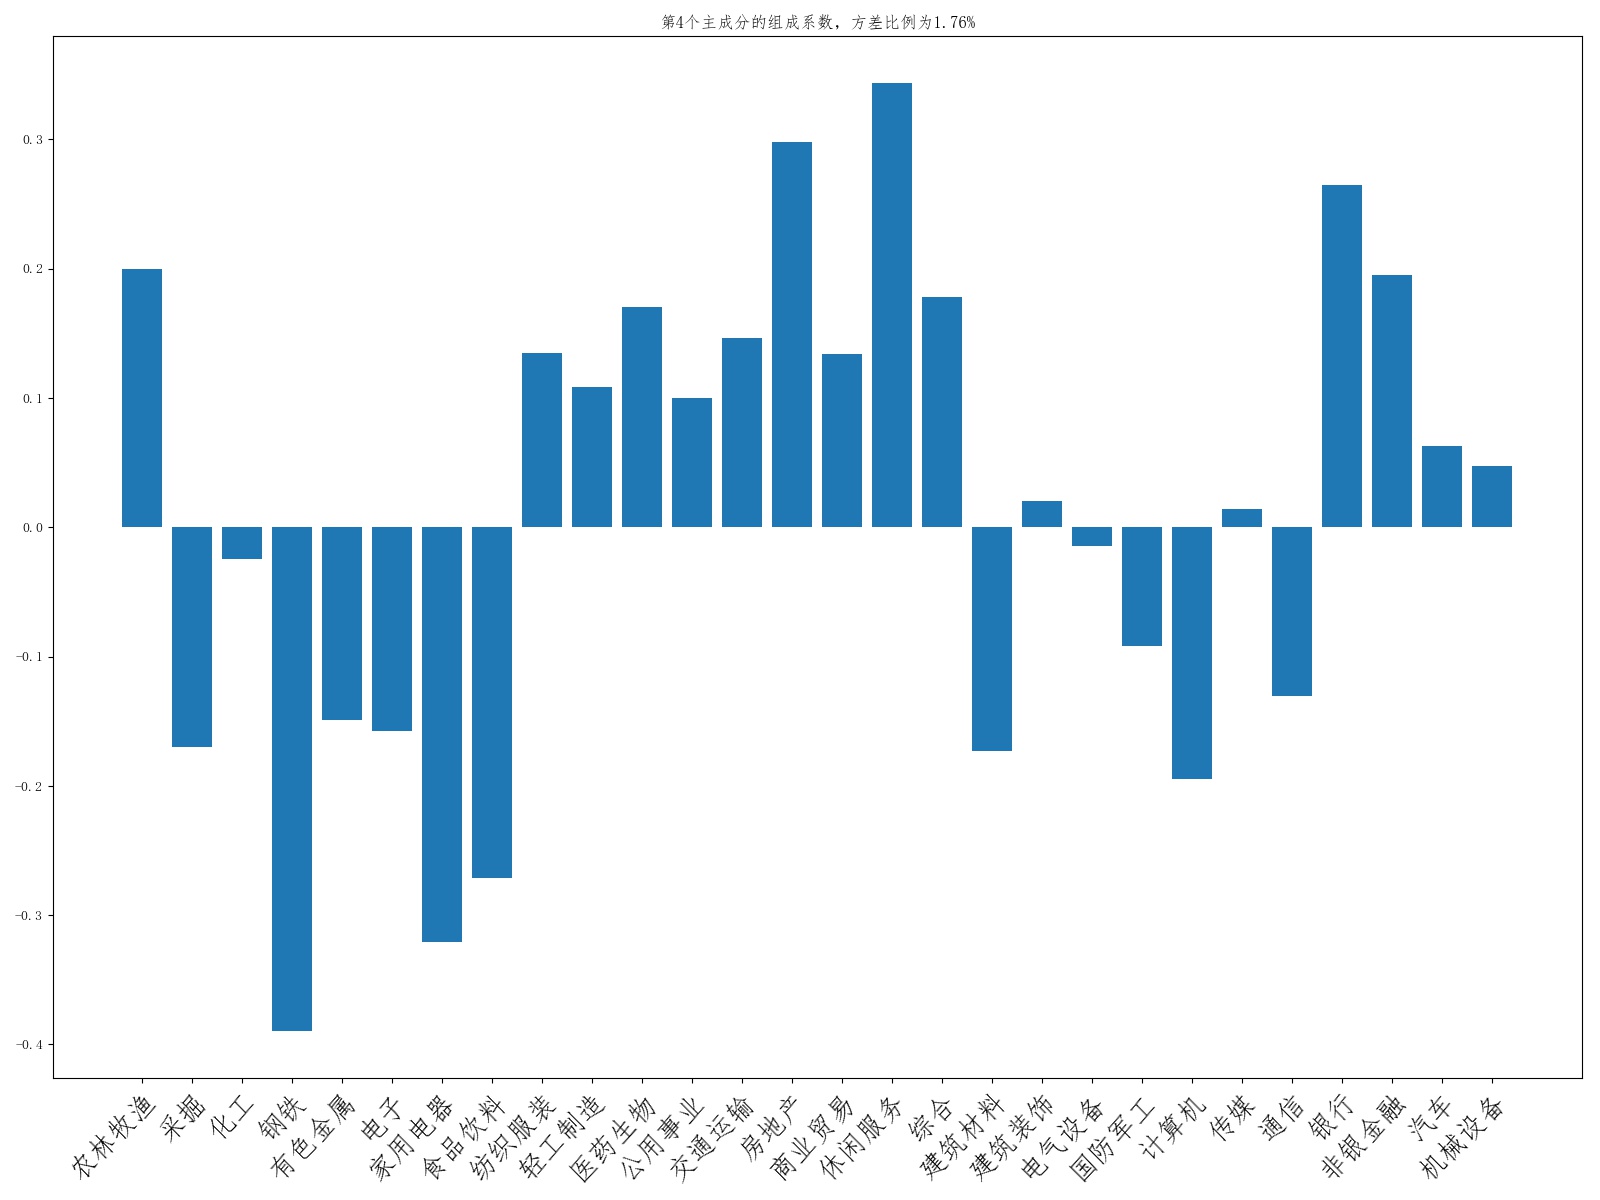 第4个主成分的组成系数，方差比例为1.76%
0.3
0.2
0.1
0.0
-0.1
-0.2
-0.3
-0.4
农林牧渔
采掘
化工
钢铁
有色金属
电子
家用电器
食品饮料
纺织服装
轻工制造
医药生物
公用事业
交通运输
房地产
商业贸易
休闲服务
综合
建筑材料
建筑装饰
电气设备
国防军工
计算机
传媒
通信
银行
非银金融
汽车
机械设备